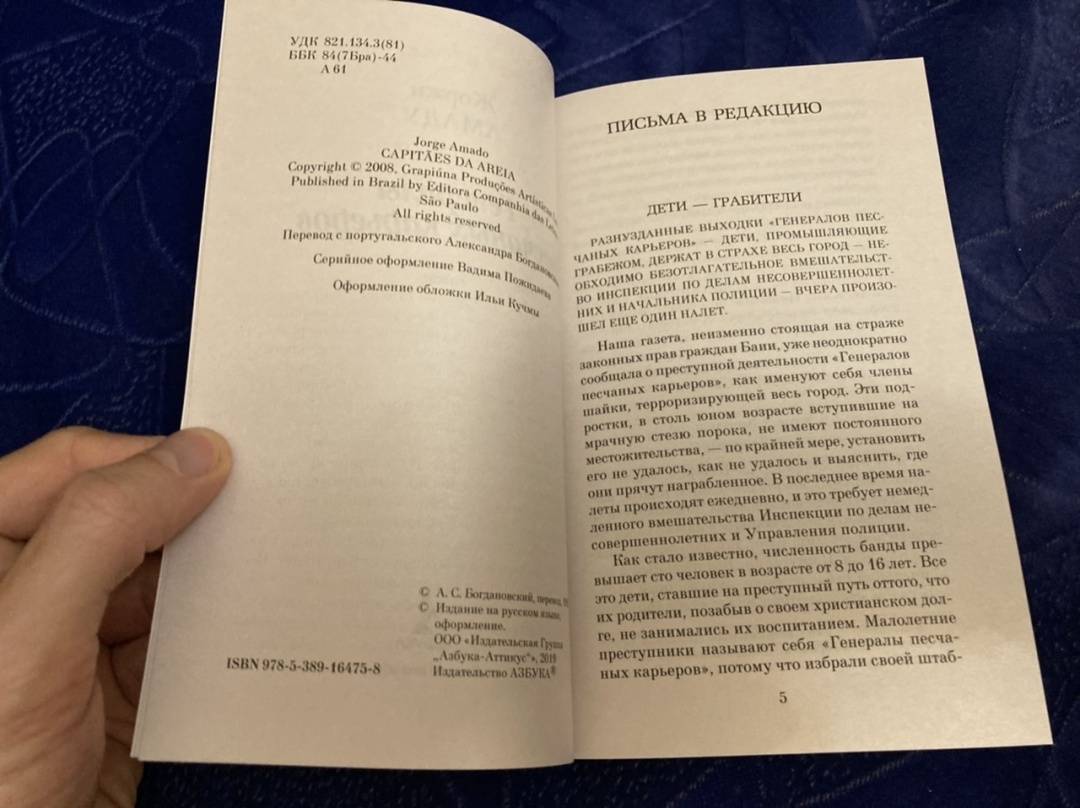 УДК 821.134.3(81)
ББК 84(7Бра)-44
А 61
Jorge Amado
CAPITÃES DA AREIA
Copyright © 2008, Grapiúna Produções Artísticas
Published in Brazil by Editora Companhia das
São Paulo
All rights reserved
Перевод с португальского Александра
Серийное оформление Вадима Пожидаева
Оформление обложки Ильи Кучмы
© А. С. Богдановский, перевод,
© Издание на русском языке,
оформление.
ООО «Издательская Группа
„Азбука-Аттикус“», 2019
Издательство АЗБУКА®
ISBN 978-5-389-16475-8
ПИСЬМА В РЕДАКЦИЮ
ДЕТИ — ГРАБИТЕЛИ
РАЗНУЗДАННЫЕ ВЫХОДКИ «ГЕНЕРАЛОВ ПЕС-
ЧАНЫХ КАРЬЕРОВ» — ДЕТИ, ПРОМЫШЛЯЮЩИЕ
ГРАБЕЖОМ, ДЕРЖАТ В СТРАХЕ ВЕСЬ ГОРОД — НЕ-
ОБХОДИМО БЕЗОТЛАГАТЕЛЬНОЕ ВМЕШАТЕЛЬСТ-
ВО ИНСПЕКЦИИ ПО ДЕЛАМ НЕСОВЕРШЕННОЛЕТ-
НИХ И НАЧАЛЬНИКА ПОЛИЦИИ — ВЧЕРА ПРОИЗО-
ШЕЛ ЕЩЕ ОДИН НАЛЕТ.
Наша газета, неизменно стоящая на страже
законных прав граждан Баии, уже неоднократно
сообщала о преступной деятельности «Генералов
песчаных карьеров», как именуют себя члены
шайки, терроризирующей весь город. Эти под-
ростки, в столь юном возрасте вступившие на
мрачную стезю порока, не имеют постоянного
местожительства, — по крайней мере, установить
его не удалось, как не удалось и выяснить, где
они прячут награбленное. В последнее время на-
леты происходят ежедневно, и это требует немед-
ленного вмешательства Инспекции по делам не-
совершеннолетних и Управления полиции.
Как стало известно, численность банды пре-
вышает сто человек в возрасте от 8 до 16 лет. Все
это дети, ставшие на преступный путь оттого, что
их родители, позабыв о своем христианском дол-
ге, не занимались их воспитанием. Малолетние
преступники называют себя «Генералы песча-
ных карьеров», потому что избрали своей штаб-
5